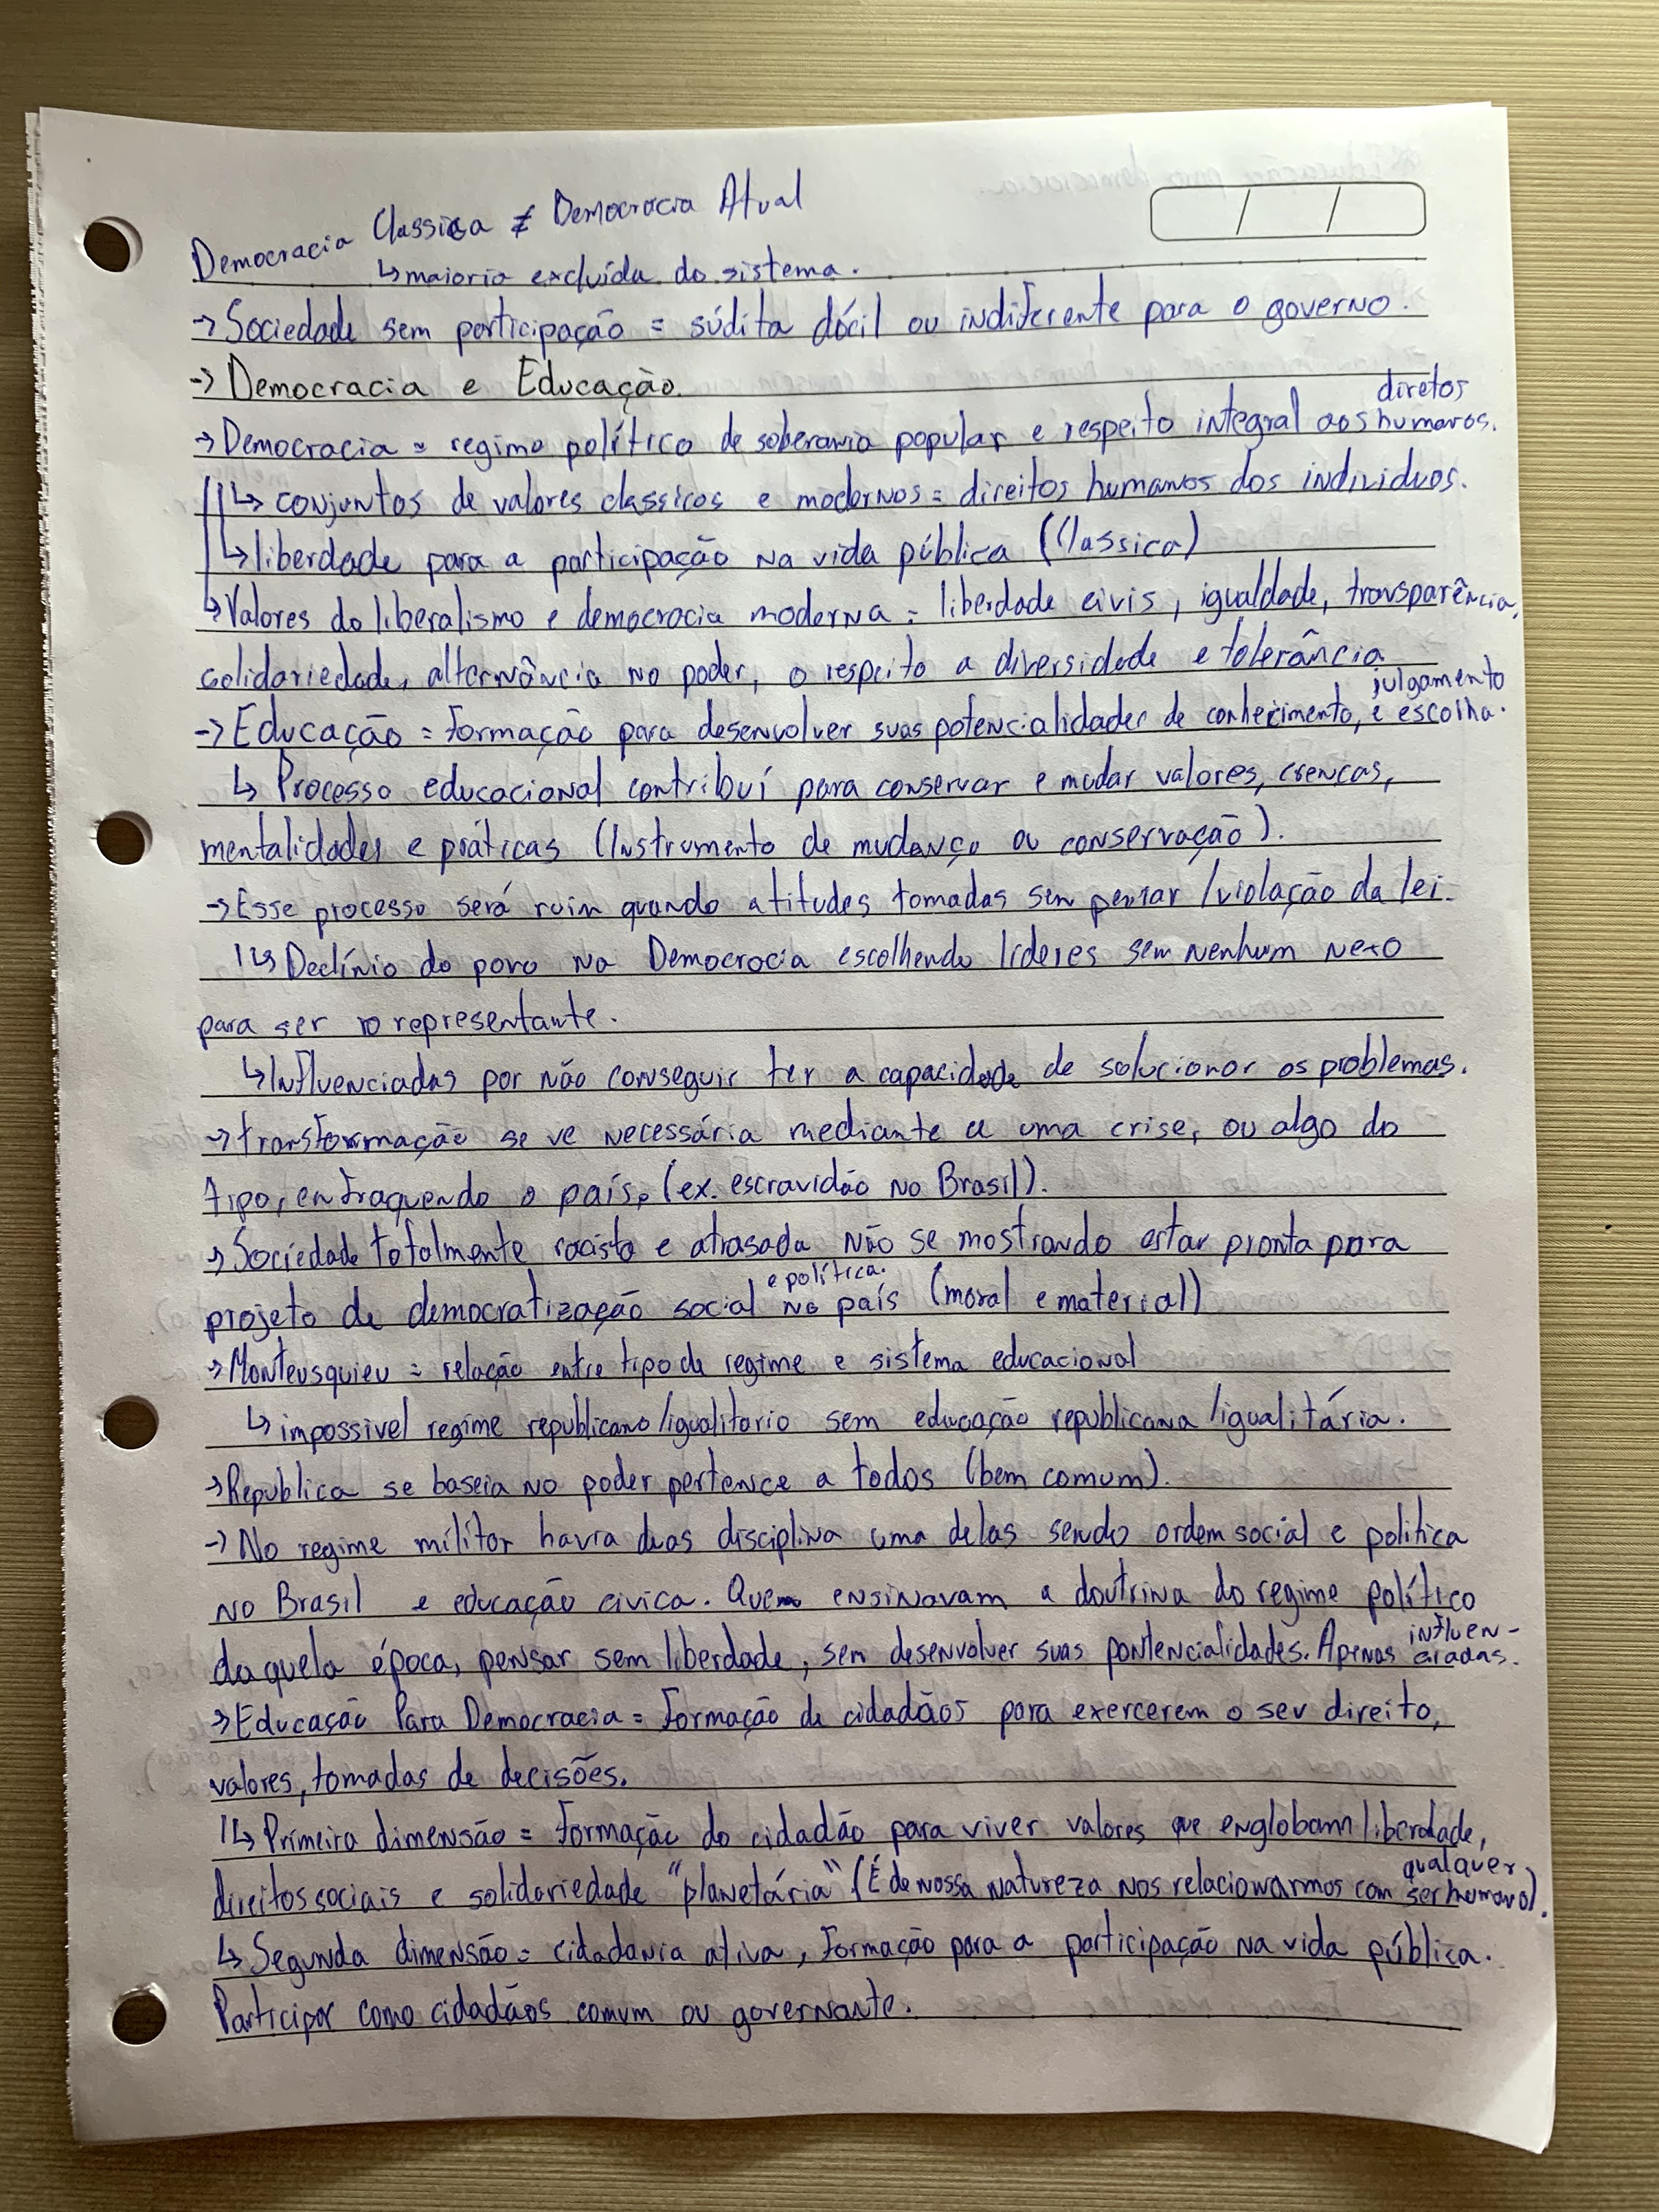 Democracia Classica ≠ Democracia Atual
↳ maioria excluída do sistema.
→ Sociedade sem participação = súdita dócil ou indiferente para o governo.
→ Democracia e Educação.
→ Democracia = regime político de soberania popular e respeito integral aos diretos humanos.
↳ conjuntos de valores classicos e modernos = direitos humanos dos individuos.
↳ liberdade para a participação na vida pública (Classica)
↳ Valores do liberalismo e democracia moderna = liberdade civis, igualdade, transparência,
solidariedade, alternância no poder, o respeito a diversidade e tolerância
→ Educação = formação para desenvolver suas potencialidades de conhecimento, julgamento e escolha.
↳ Processo educacional contribuí para conservar e mudar valores, crenças,
mentalidades e práticas (Instrumento de mudança ou conservação).
→ Esse processo será ruim quando atitudes tomadas sem pensar / violação da lei.
↳ Declínio do povo na Democracia escolhendo líderes sem nenhum nexo
para ser representante.
↳ Influenciadas por não conseguir ter a capacidade de solucionar os problemas.
→ transformação se ve necessária mediante a uma crise, ou algo do
tipo, enfraquendo o país, (ex. escravidão no Brasil).
→ Sociedade totalmente racista e atrasada não se mostrando estar pronta para
projeto de democratização social e política. no país (moral e material)
→ Monteusquieu = relação entre tipo de regime e sistema educacional
↳ impossivel regime republicano/igualitario sem educação republicana/igualitária.
→ Republica se baseia no poder pertence a todos (bem comum).
→ No regime militar havia duas disciplina uma delas sendo ordem social e politica
no Brasil e educação civica. Quem ensinavam a doutrina do regime político
daquela época, pensar sem liberdade, sem desenvolver suas pontencialidades. Apenas influenciadas.
→ Educação Para Democracia = formação de cidadãos para exercerem o seu direito,
valores, tomadas de decisões.
↳ Primeira dimensão = formação do cidadão para viver valores que englobam liberdade,
direitos sociais e solidariedade "planetária" (É de nossa natureza nos relacionarmos com qualquer ser humano).
↳ Segunda dimensão = cidadania ativa, formação para a participação na vida pública.
Participar como cidadãos comum ou governante.